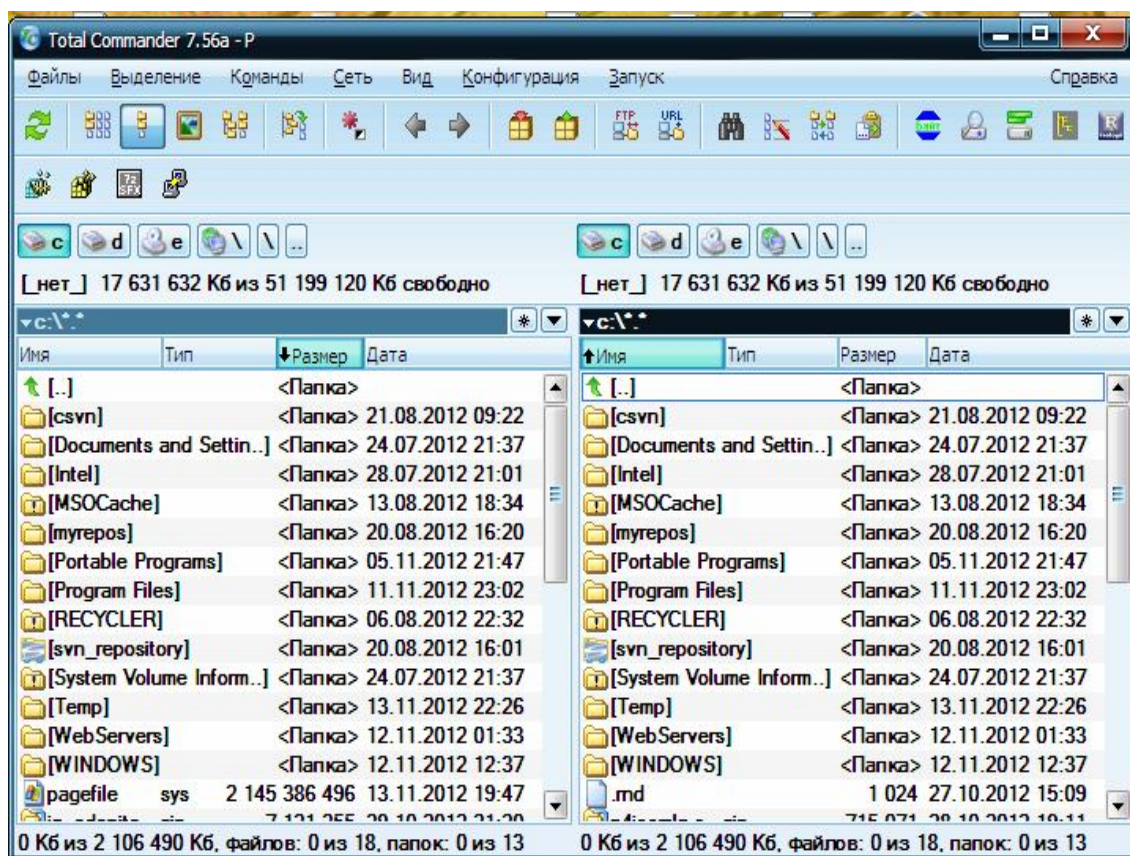 Total Commander 7.56a - P
Файлы Выделение Команды Сеть Вид Конфигурация Запуск Справка
FTP URL
7z SFX
c d e \ \ .. c d e \ \ ..
[_нет_] 17 631 632 Кб из 51 199 120 Кб свободно [_нет_] 17 631 632 Кб из 51 199 120 Кб свободно
c:\*.* * c:\*.* *
Имя Тип Размер Дата Имя Тип Размер Дата
[..] <Папка> [..] <Папка>
[csvn] <Папка> 21.08.2012 09:22 [csvn] <Папка> 21.08.2012 09:22
[Documents and Settin..] <Папка> 24.07.2012 21:37 [Documents and Settin..] <Папка> 24.07.2012 21:37
[Intel] <Папка> 28.07.2012 21:01 [Intel] <Папка> 28.07.2012 21:01
[MSOCache] <Папка> 13.08.2012 18:34 [MSOCache] <Папка> 13.08.2012 18:34
[myrepos] <Папка> 20.08.2012 16:20 [myrepos] <Папка> 20.08.2012 16:20
[Portable Programs] <Папка> 05.11.2012 21:47 [Portable Programs] <Папка> 05.11.2012 21:47
[Program Files] <Папка> 11.11.2012 23:02 [Program Files] <Папка> 11.11.2012 23:02
[RECYCLER] <Папка> 06.08.2012 22:32 [RECYCLER] <Папка> 06.08.2012 22:32
[svn_repository] <Папка> 20.08.2012 16:01 [svn_repository] <Папка> 20.08.2012 16:01
[System Volume Inform..] <Папка> 24.07.2012 21:37 [System Volume Inform..] <Папка> 24.07.2012 21:37
[Temp] <Папка> 13.11.2012 22:26 [Temp] <Папка> 13.11.2012 22:26
[WebServers] <Папка> 12.11.2012 01:33 [WebServers] <Папка> 12.11.2012 01:33
[WINDOWS] <Папка> 12.11.2012 12:37 [WINDOWS] <Папка> 12.11.2012 12:37
pagefile sys 2 145 386 496 13.11.2012 19:47 .rnd 1 024 27.10.2012 15:09
0 Кб из 2 106 490 Кб, файлов: 0 из 18, папок: 0 из 13 0 Кб из 2 106 490 Кб, файлов: 0 из 18, папок: 0 из 13